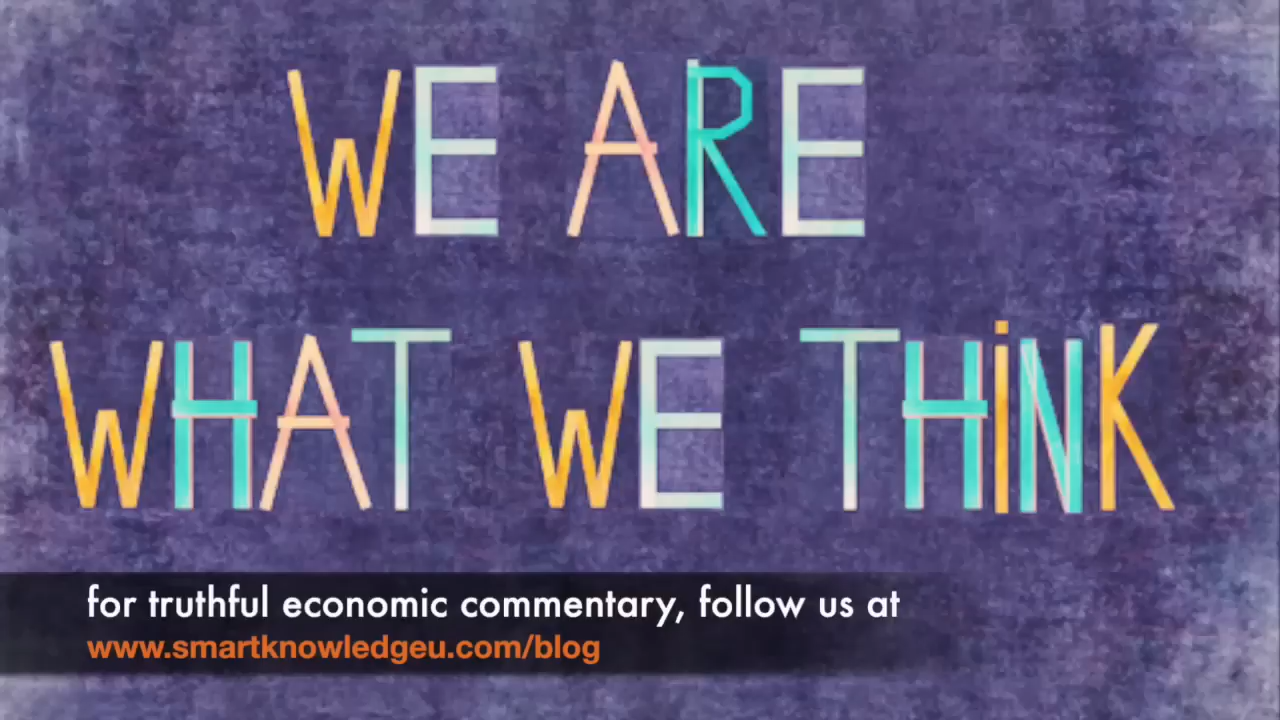 WE ARE
WHAT WE THiNK
for truthful economic commentary, follow us at
www.smartknowledgeu.com/blog